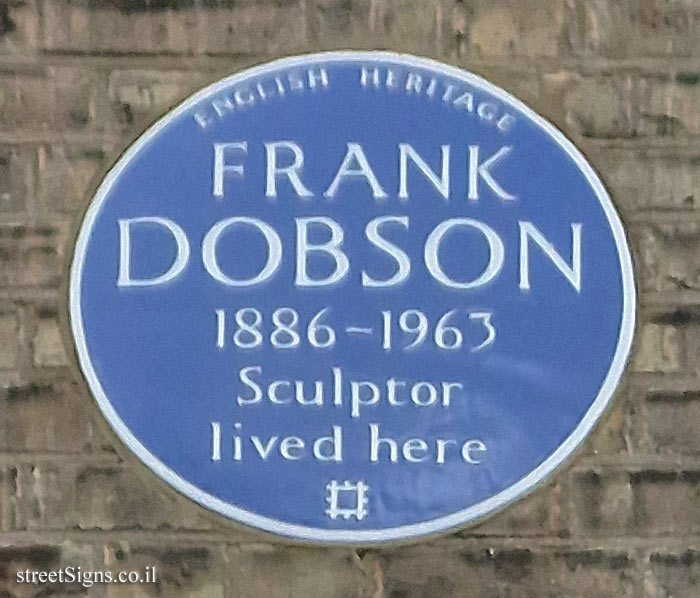 ENGLISH HERITAGE
FRANK
DOBSON
1886-1963
Sculptor
lived here
streetSigns.co.il